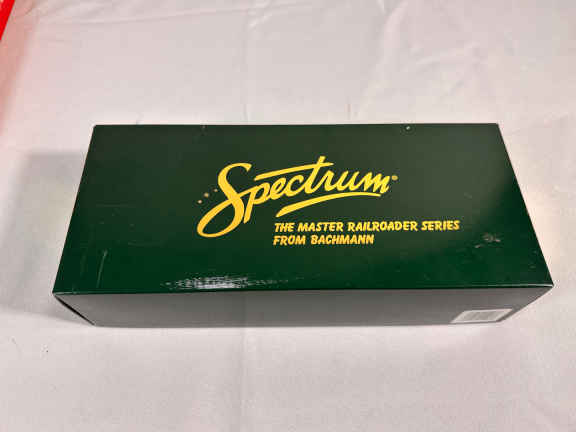 Spectrum®
THE MASTER RAILROADER SERIES
FROM BACHMANN